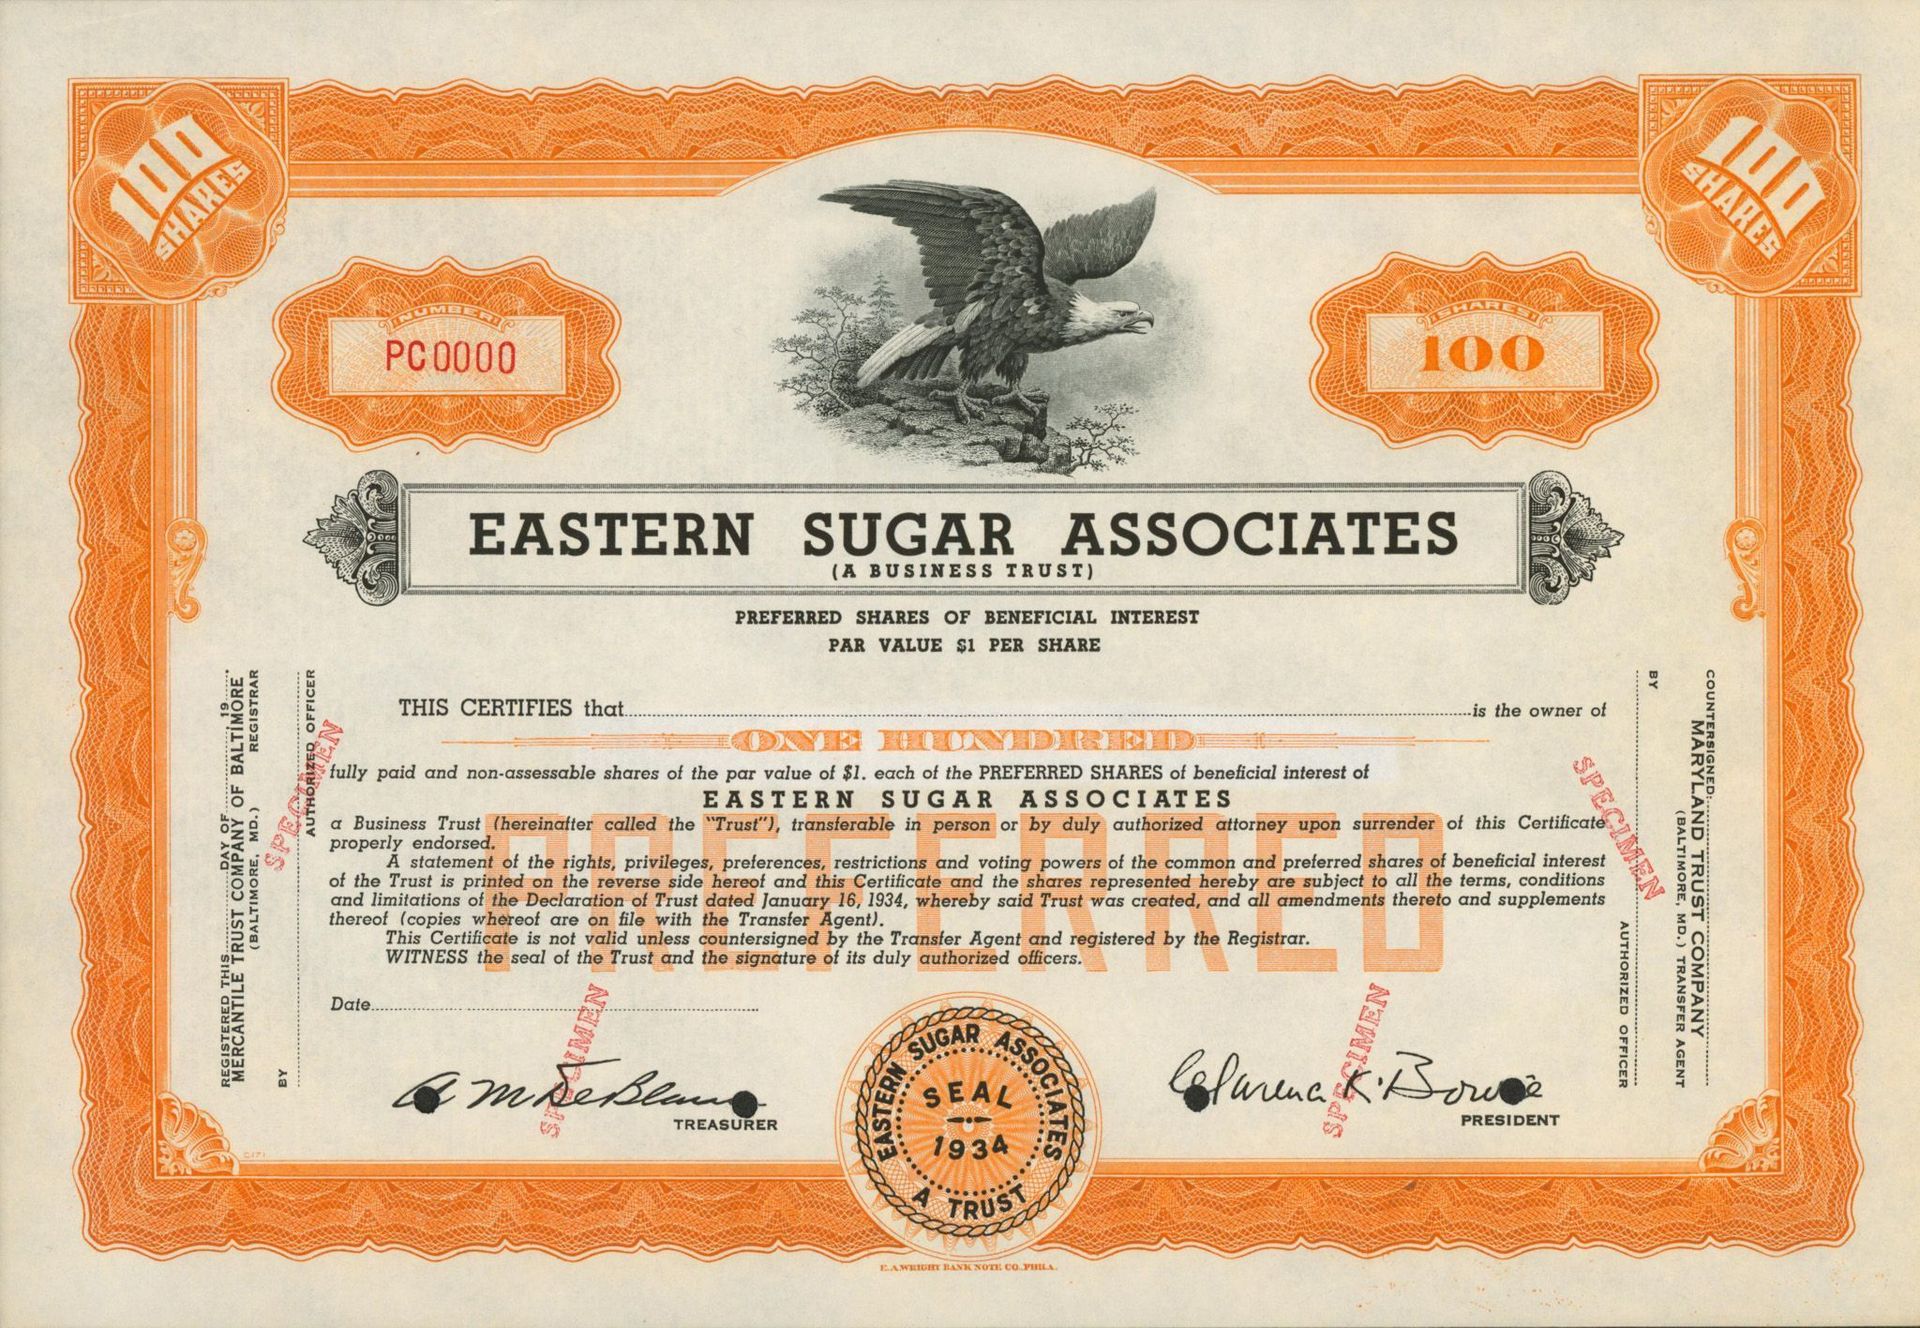 100
SHARES
100
SHARES
NUMBER
PC0000
SHARES
100
EASTERN SUGAR ASSOCIATES
(A BUSINESS TRUST)
PREFERRED SHARES OF BENEFICIAL INTEREST
PAR VALUE $1 PER SHARE
THIS CERTIFIES that is the owner of
ONE HUNDRED
fully paid and non-assessable shares of the par value of $1. each of the PREFERRED SHARES of beneficial interest of
EASTERN SUGAR ASSOCIATES
a Business Trust (hereinafter called the "Trust"), transferable in person or by duly authorized attorney upon surrender of this Certificate
properly endorsed.
A statement of the rights, privileges, preferences, restrictions and voting powers of the common and preferred shares of beneficial interest
of the Trust is printed on the reverse side hereof and this Certificate and the shares represented hereby are subject to all the terms, conditions
and limitations of the Declaration of Trust dated January 16, 1934, whereby said Trust was created, and all amendments thereto and supplements
thereof (copies whereof are on file with the Transfer Agent).
This Certificate is not valid unless countersigned by the Transfer Agent and registered by the Registrar.
WITNESS the seal of the Trust and the signature of its duly authorized officers.
PREFERRED
Date
TREASURER
Clarence K. Bowie
PRESIDENT
EASTERN SUGAR ASSOCIATES
SEAL
1934
A TRUST
REGISTERED THIS DAY OF 19
MERCANTILE TRUST COMPANY OF BALTIMORE
(BALTIMORE, MD.) REGISTRAR
BY
AUTHORIZED OFFICER
COUNTERSIGNED:
MARYLAND TRUST COMPANY
(BALTIMORE, MD.) TRANSFER AGENT
BY
AUTHORIZED OFFICER
SPECIMEN
SPECIMEN
SPECIMEN
SPECIMEN
C171
E. A. WRIGHT BANK NOTE CO. PHILA.